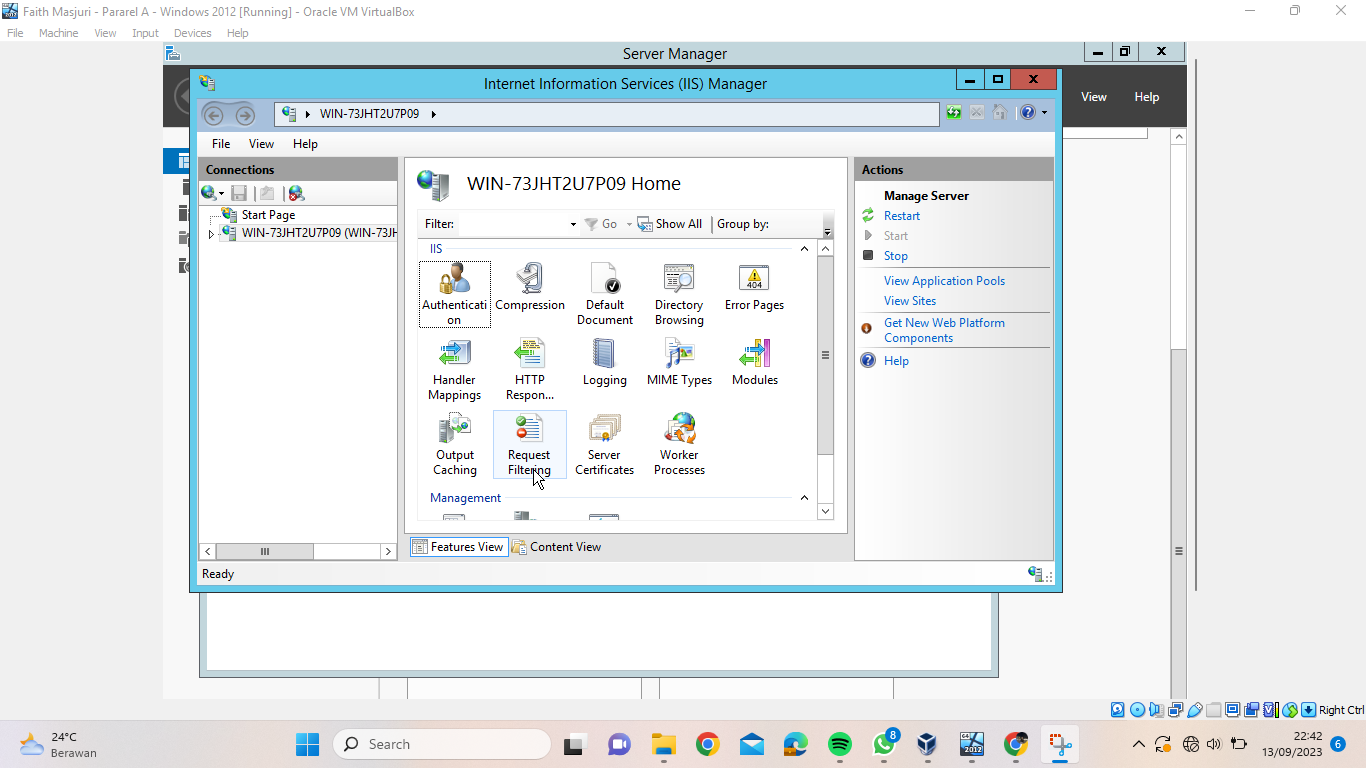 Faith Masjuri - Pararel A - Windows 2012 [Running] - Oracle VM VirtualBox
File Machine View Input Devices Help
Server Manager
Internet Information Services (IIS) Manager
View Help
WIN-73JHT2U7P09
File View Help
Connections
Start Page
WIN-73JHT2U7P09 (WIN-73JH
WIN-73JHT2U7P09 Home
Filter: Go Show All Group by:
IIS
Authenticati
on
Compression
Default
Document
Directory
Browsing
Error Pages
404
Handler
Mappings
HTTP
Respon...
Logging
MIME Types
Modules
Output
Caching
Request
Filtering
Server
Certificates
Worker
Processes
Management
Features View Content View
Actions
Manage Server
Restart
Start
Stop
View Application Pools
View Sites
Get New Web Platform
Components
Help
Ready
Right Ctrl
24°C
Berawan
Search
8
2012
22:42
13/09/2023
6